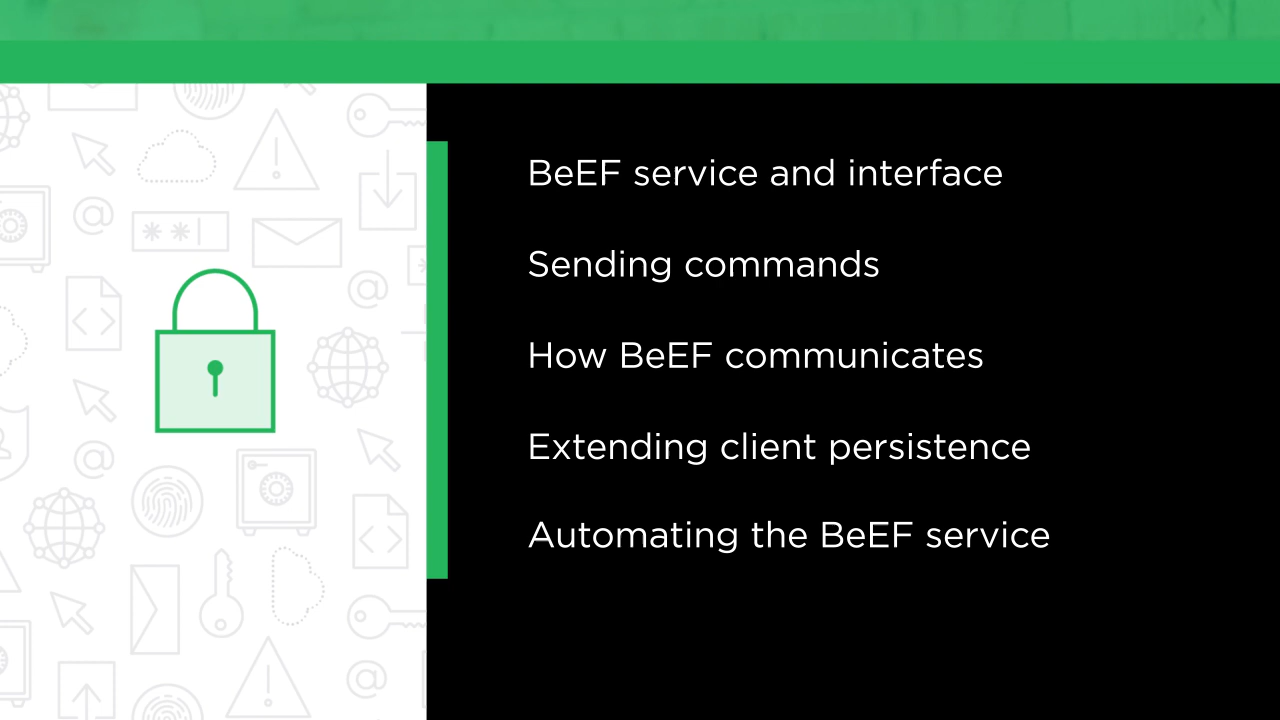 BeEF service and interface
Sending commands
How BeEF communicates
Extending client persistence
Automating the BeEF service